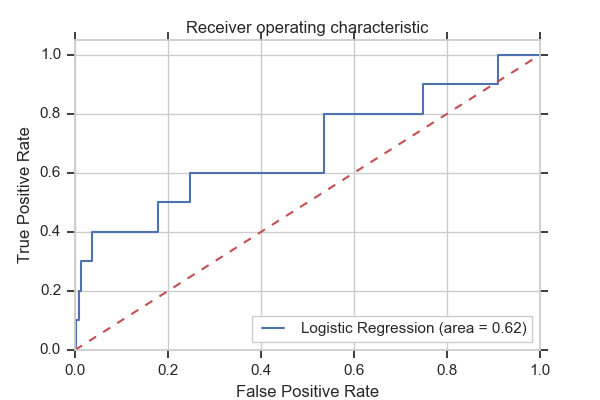 Receiver operating characteristic
1.0
0.8
0.6
0.4
0.2
0.0
True Positive Rate
Logistic Regression (area = 0.62)
0.0 0.2 0.4 0.6 0.8 1.0
False Positive Rate